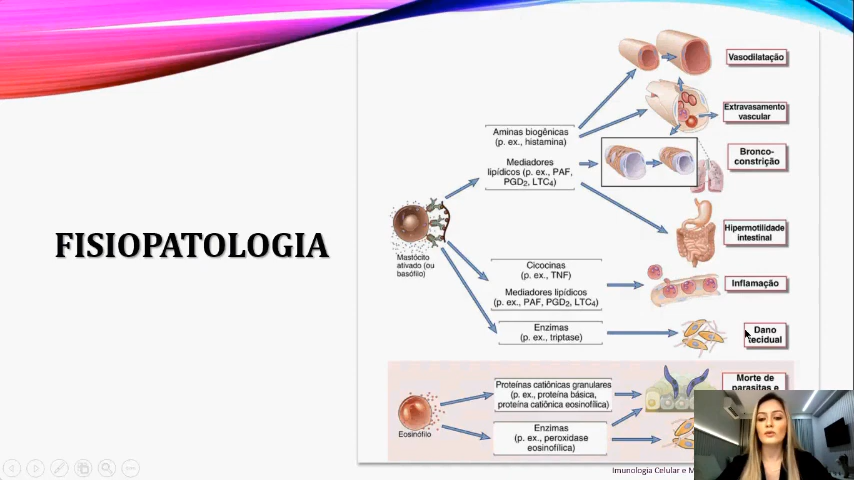 FISIOPATOLOGIA
Mastócito
ativado (ou
basófilo)
Aminas biogênicas
(p. ex., histamina)
Mediadores
lipídicos (p. ex., PAF,
PGD2, LTC4)
Vasodilatação
Extravasamento
vascular
Bronco-
constrição
Hipermotilidade
intestinal
Cicocinas
(p. ex., TNF)
Mediadores lipídicos
(p. ex., PAF, PGD2, LTC4)
Inflamação
Enzimas
(p. ex., triptase)
Dano
tecidual
Eosinófilo
Proteínas catiônicas granulares
(p. ex., proteína básica,
proteína catiônica eosinofílica)
Enzimas
(p. ex., peroxidase
eosinofílica)
Morte de
parasitas e
Imunologia Celular e